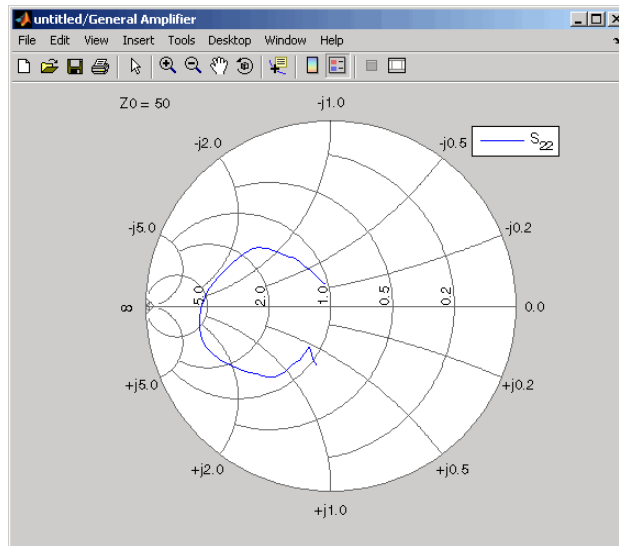 untitled/General Amplifier
File Edit View Insert Tools Desktop Window Help
Z0 = 50
-j1.0
-j2.0
-j0.5
S22
-j5.0
-j0.2
∞
5.0
2.0
1.0
0.5
0.2
0.0
+j5.0
+j0.2
+j2.0
+j0.5
+j1.0